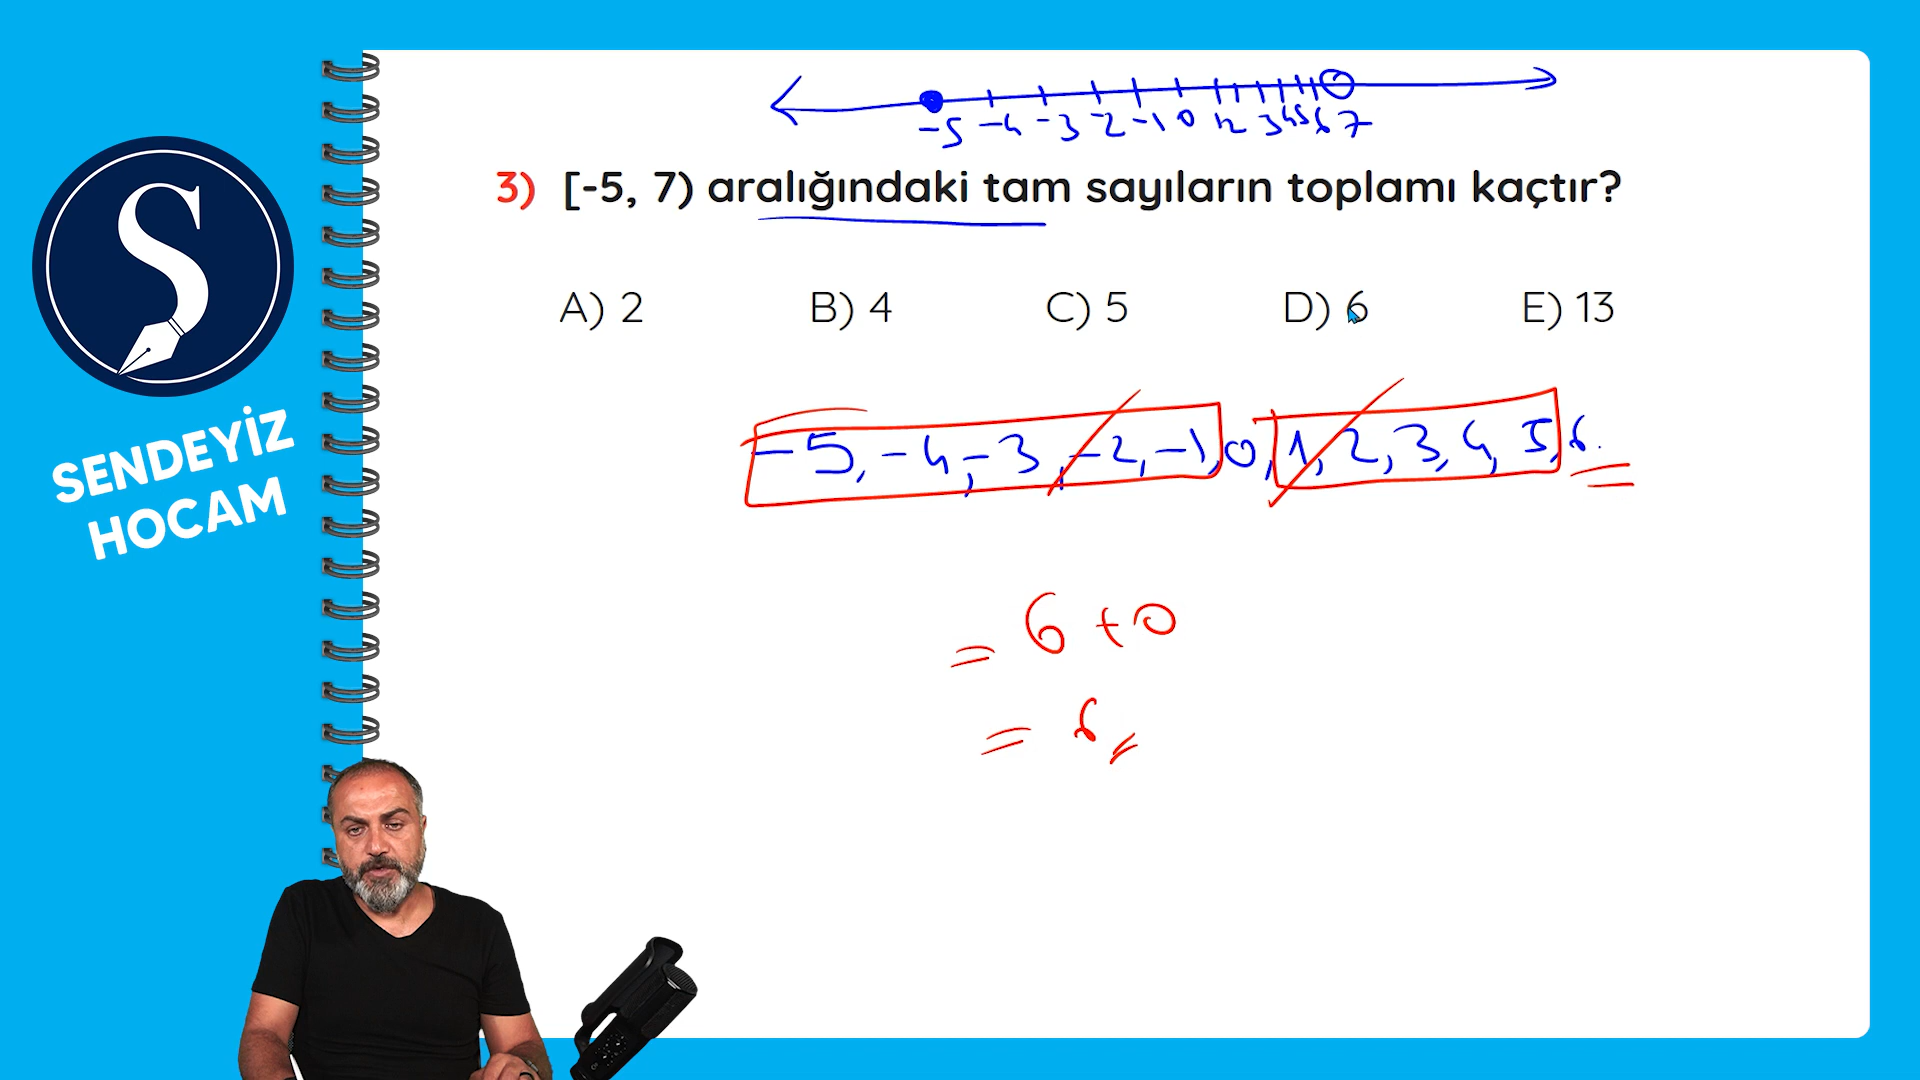 -5 -4 -3 -2 -1 0 1 2 3 4 5 6 7
3) [-5, 7) aralığındaki tam sayıların toplamı kaçtır?
A) 2 B) 4 C) 5 D) 6 E) 13
-5, -4, -3, -2, -1, 0, 1, 2, 3, 4, 5, 6.
= 6 + 0
= 6
S
SENDEYİZ
HOCAM